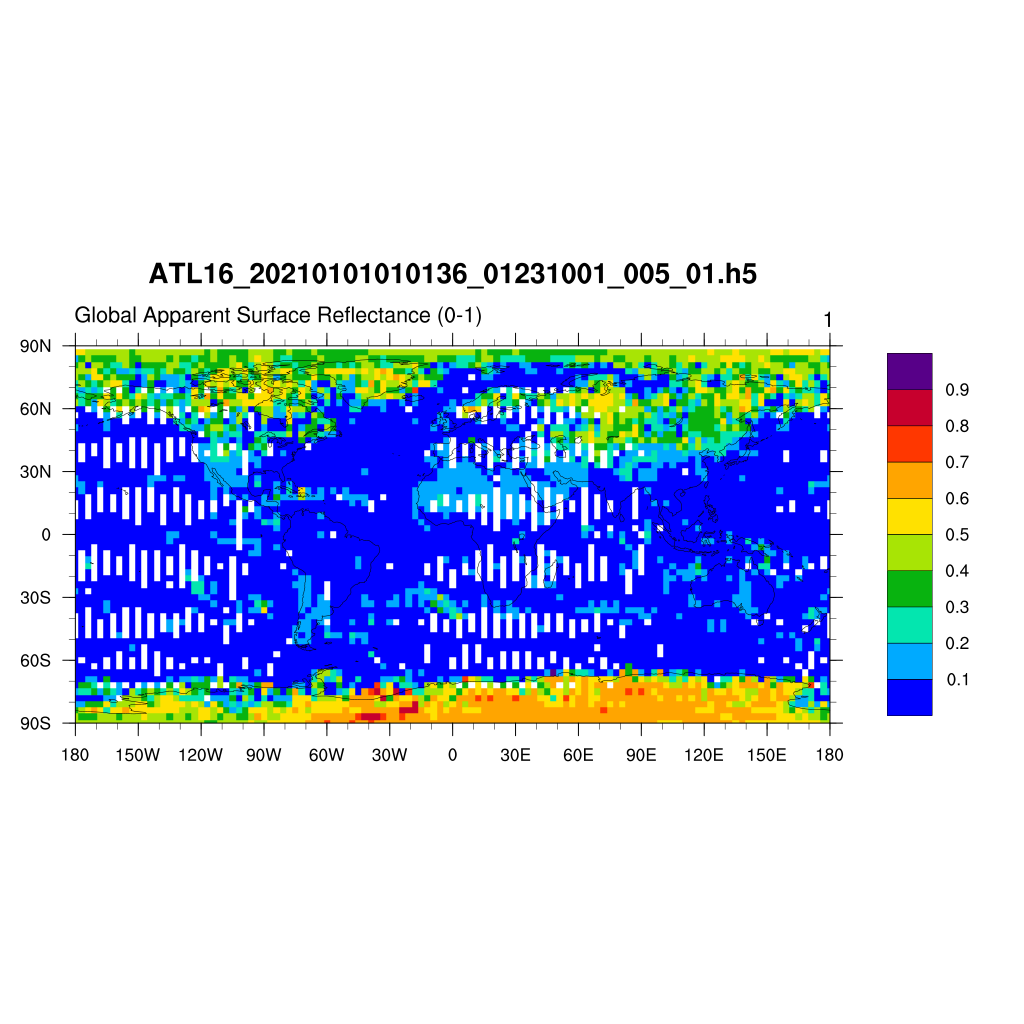 ATL16_20210101010136_01231001_005_01.h5
Global Apparent Surface Reflectance (0-1)
1
90N
60N
30N
0
30S
60S
90S
180 150W 120W 90W 60W 30W 0 30E 60E 90E 120E 150E 180
0.9
0.8
0.7
0.6
0.5
0.4
0.3
0.2
0.1